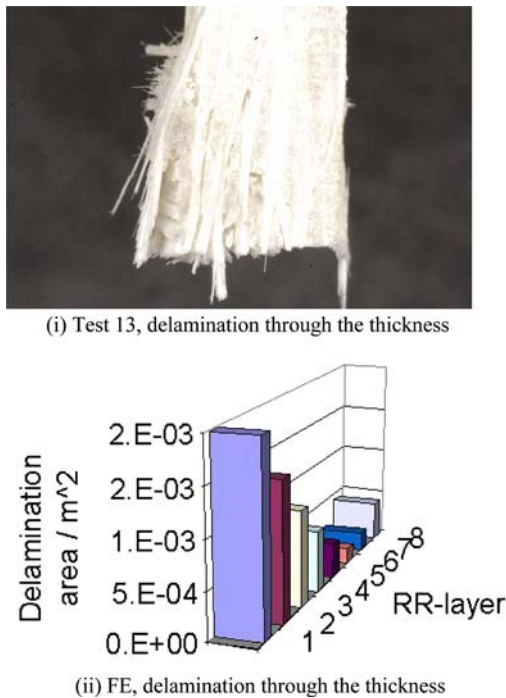 (i) Test 13, delamination through the thickness
Delamination
area / m^2
2.E-03
2.E-03
1.E-03
5.E-04
0.E+00
1 2 3 4 5 6 7 8
RR-layer
(ii) FE, delamination through the thickness